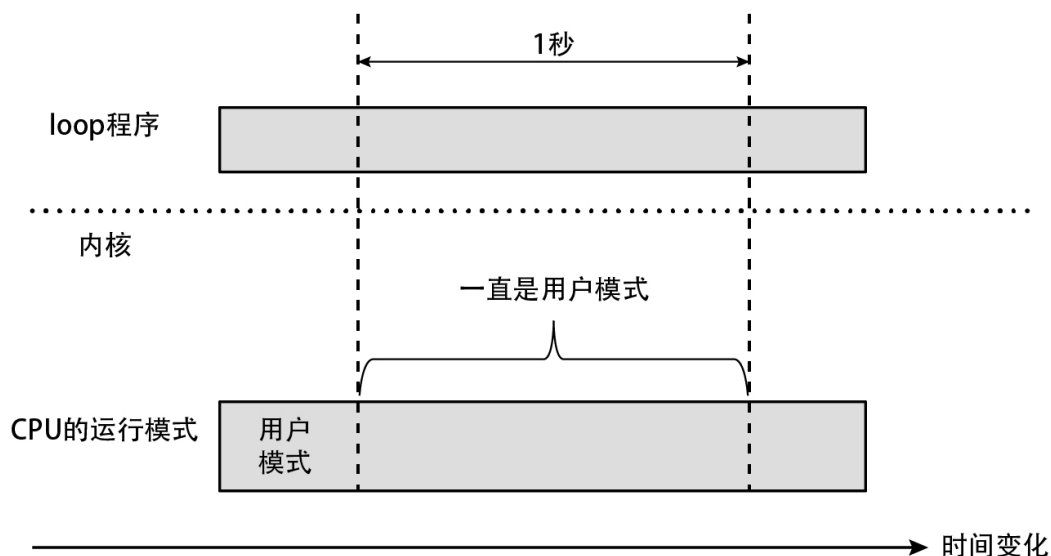 1秒
loop程序
内核
一直是用户模式
CPU的运行模式
用户
模式
时间变化